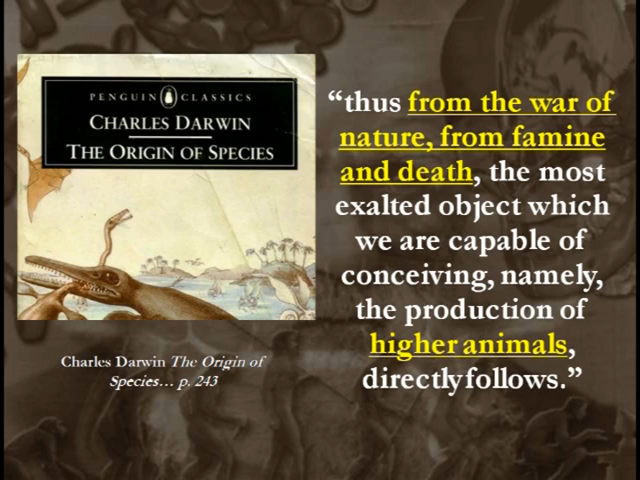 PENGUIN CLASSICS
CHARLES DARWIN
THE ORIGIN OF SPECIES
Charles Darwin The Origin of
Species... p. 243
“thus from the war of
nature, from famine
and death, the most
exalted object which
we are capable of
conceiving, namely,
the production of
higher animals,
directly follows.”